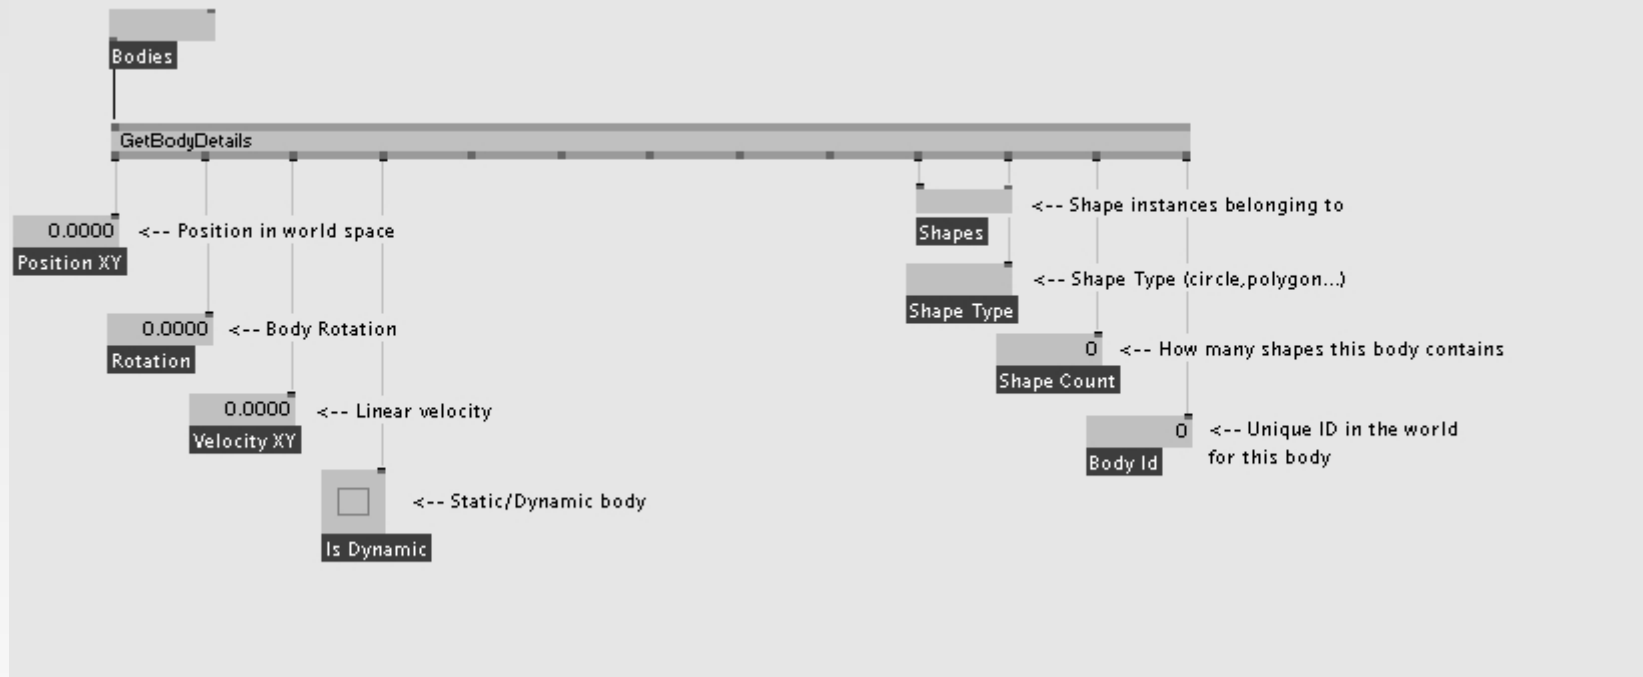 Bodies
GetBodyDetails
0.0000 <-- Position in world space
Position XY
0.0000 <-- Body Rotation
Rotation
0.0000 <-- Linear velocity
Velocity XY
<-- Static/Dynamic body
Is Dynamic
<-- Shape instances belonging to
Shapes
<-- Shape Type (circle,polygon...)
Shape Type
0 <-- How many shapes this body contains
Shape Count
0 <-- Unique ID in the world
for this body
Body Id